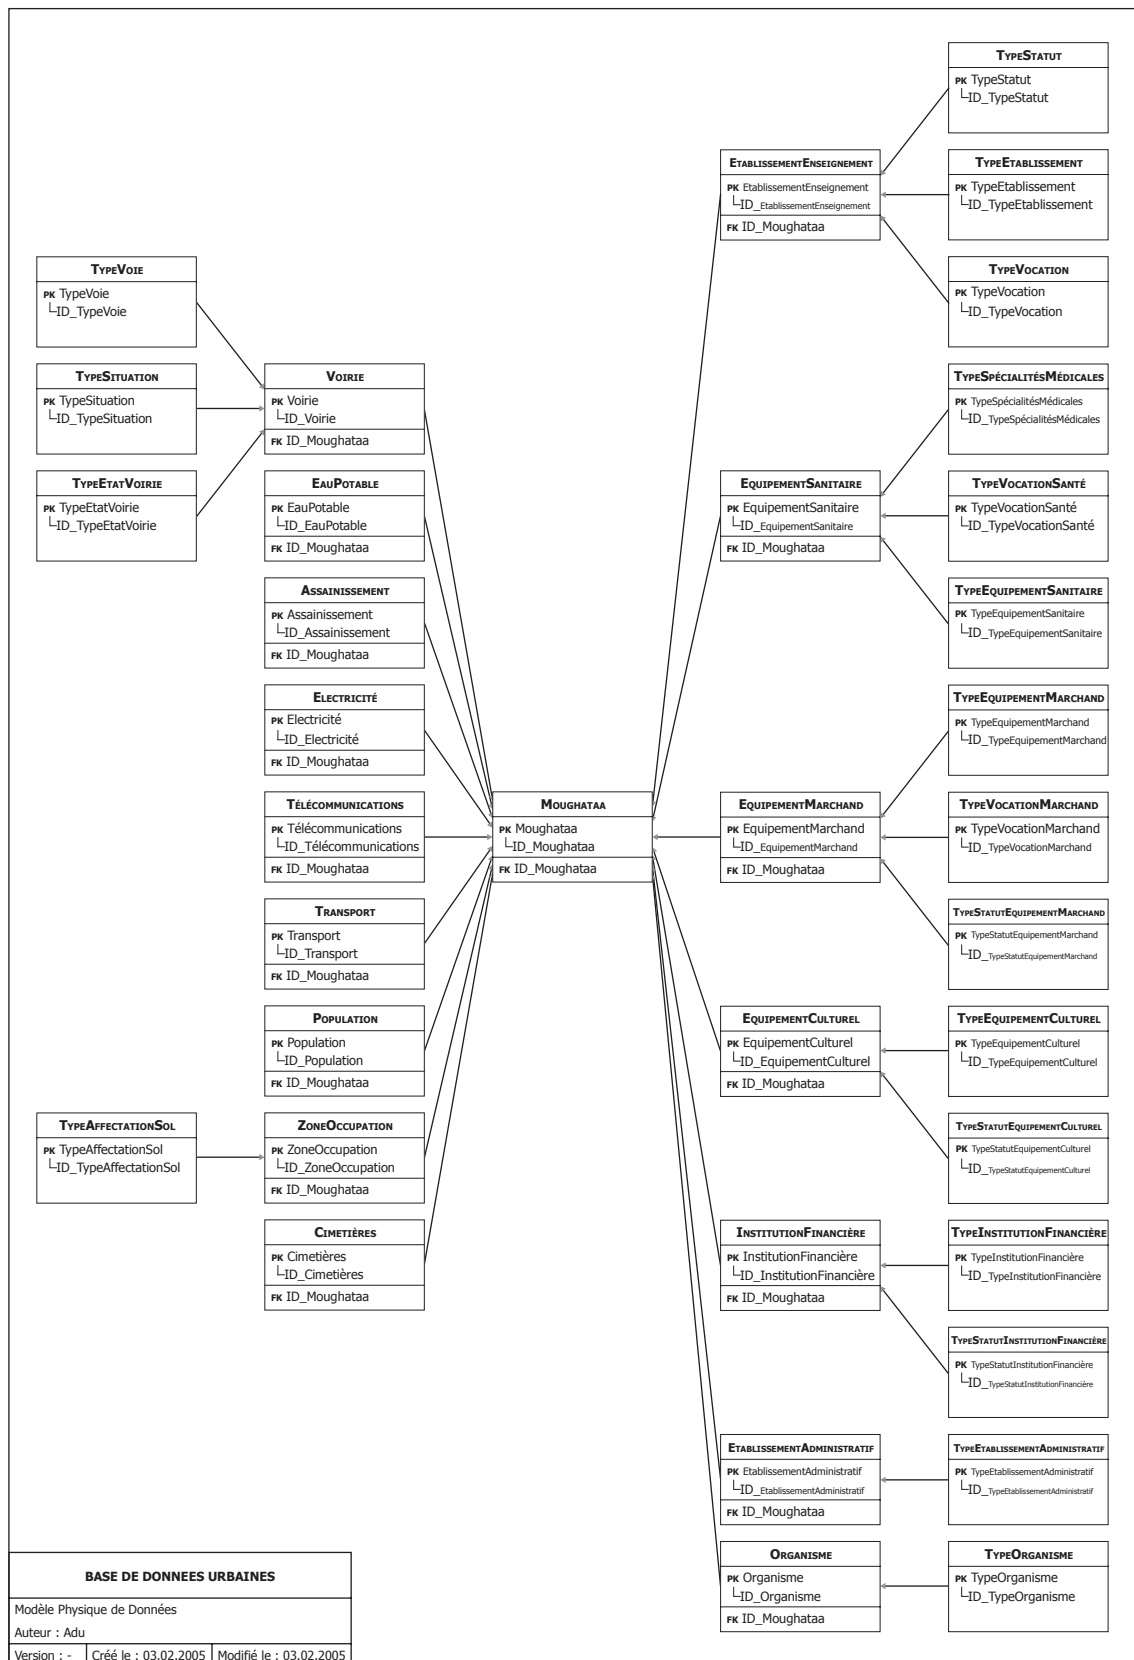 TypeVoie
PK TypeVoie
ID_TypeVoie
TypeSituation
PK TypeSituation
ID_TypeSituation
TypeEtatVoirie
PK TypeEtatVoirie
ID_TypeEtatVoirie
TypeAffectationSol
PK TypeAffectationSol
ID_TypeAffectationSol
Voirie
PK Voirie
ID_Voirie
FK ID_Moughataa
EauPotable
PK EauPotable
ID_EauPotable
FK ID_Moughataa
Assainissement
PK Assainissement
ID_Assainissement
FK ID_Moughataa
Electricité
PK Electricité
ID_Electricité
FK ID_Moughataa
Télécommunications
PK Télécommunications
ID_Télécommunications
FK ID_Moughataa
Transport
PK Transport
ID_Transport
FK ID_Moughataa
Population
PK Population
ID_Population
FK ID_Moughataa
ZoneOccupation
PK ZoneOccupation
ID_ZoneOccupation
FK ID_Moughataa
Cimetières
PK Cimetières
ID_Cimetières
FK ID_Moughataa
Moughataa
PK Moughataa
ID_Moughataa
FK ID_Moughataa
EtablissementEnseignement
PK EtablissementEnseignement
ID_EtablissementEnseignement
FK ID_Moughataa
EquipementSanitaire
PK EquipementSanitaire
ID_EquipementSanitaire
FK ID_Moughataa
EquipementMarchand
PK EquipementMarchand
ID_EquipementMarchand
FK ID_Moughataa
EquipementCulturel
PK EquipementCulturel
ID_EquipementCulturel
FK ID_Moughataa
InstitutionFinancière
PK InstitutionFinancière
ID_InstitutionFinancière
FK ID_Moughataa
EtablissementAdministratif
PK EtablissementAdministratif
ID_EtablissementAdministratif
FK ID_Moughataa
Organisme
PK Organisme
ID_Organisme
FK ID_Moughataa
TypeStatut
PK TypeStatut
ID_TypeStatut
TypeEtablissement
PK TypeEtablissement
ID_TypeEtablissement
TypeVocation
PK TypeVocation
ID_TypeVocation
TypeSpécialitésMédicales
PK TypeSpécialitésMédicales
ID_TypeSpécialitésMédicales
TypeVocationSanté
PK TypeVocationSanté
ID_TypeVocationSanté
TypeEquipementSanitaire
PK TypeEquipementSanitaire
ID_TypeEquipementSanitaire
TypeEquipementMarchand
PK TypeEquipementMarchand
ID_TypeEquipementMarchand
TypeVocationMarchand
PK TypeVocationMarchand
ID_TypeVocationMarchand
TypeStatutEquipementMarchand
PK TypeStatutEquipementMarchand
ID_TypeStatutEquipementMarchand
TypeEquipementCulturel
PK TypeEquipementCulturel
ID_TypeEquipementCulturel
TypeStatutEquipementCulturel
PK TypeStatutEquipementCulturel
ID_TypeStatutEquipementCulturel
TypeInstitutionFinancière
PK TypeInstitutionFinancière
ID_TypeInstitutionFinancière
TypeStatutInstitutionFinancière
PK TypeStatutInstitutionFinancière
ID_TypeStatutInstitutionFinancière
TypeEtablissementAdministratif
PK TypeEtablissementAdministratif
ID_TypeEtablissementAdministratif
TypeOrganisme
PK TypeOrganisme
ID_TypeOrganisme
BASE DE DONNEES URBAINES
Modèle Physique de Données
Auteur : Adu
Version : - Créé le : 03.02.2005 Modifié le : 03.02.2005